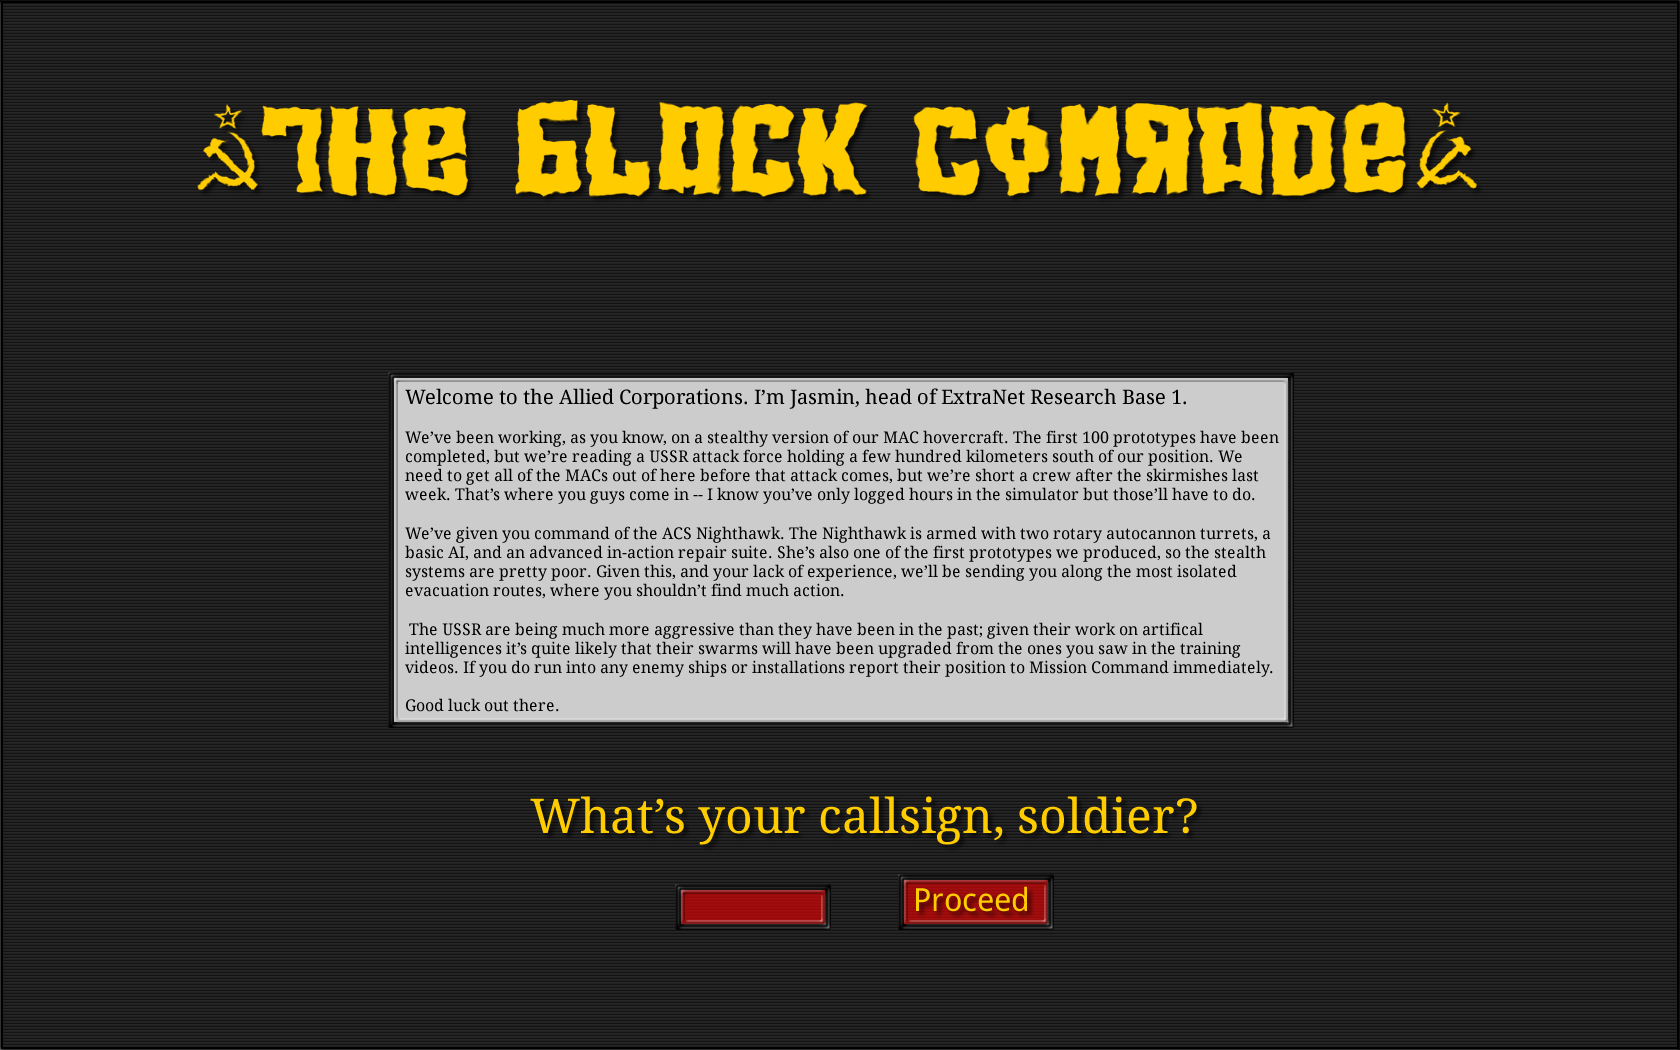 THE BLACK COMRADE
Welcome to the Allied Corporations. I’m Jasmin, head of ExtraNet Research Base 1.
We’ve been working, as you know, on a stealthy version of our MAC hovercraft. The first 100 prototypes have been
completed, but we’re reading a USSR attack force holding a few hundred kilometers south of our position. We
need to get all of the MACs out of here before that attack comes, but we’re short a crew after the skirmishes last
week. That’s where you guys come in -- I know you’ve only logged hours in the simulator but those’ll have to do.
We’ve given you command of the ACS Nighthawk. The Nighthawk is armed with two rotary autocannon turrets, a
basic AI, and an advanced in-action repair suite. She’s also one of the first prototypes we produced, so the stealth
systems are pretty poor. Given this, and your lack of experience, we’ll be sending you along the most isolated
evacuation routes, where you shouldn’t find much action.
The USSR are being much more aggressive than they have been in the past; given their work on artifical
intelligences it’s quite likely that their swarms will have been upgraded from the ones you saw in the training
videos. If you do run into any enemy ships or installations report their position to Mission Command immediately.
Good luck out there.
What’s your callsign, soldier?
Proceed